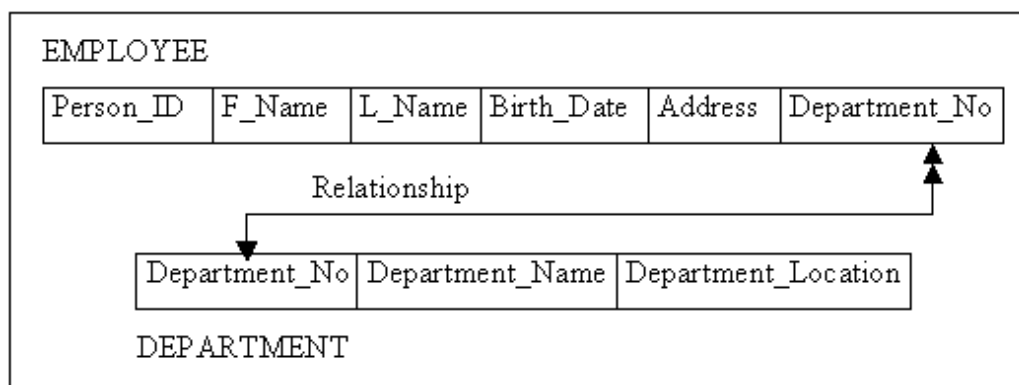 EMPLOYEE
Person_ID F_Name L_Name Birth_Date Address Department_No
Relationship
Department_No Department_Name Department_Location
DEPARTMENT